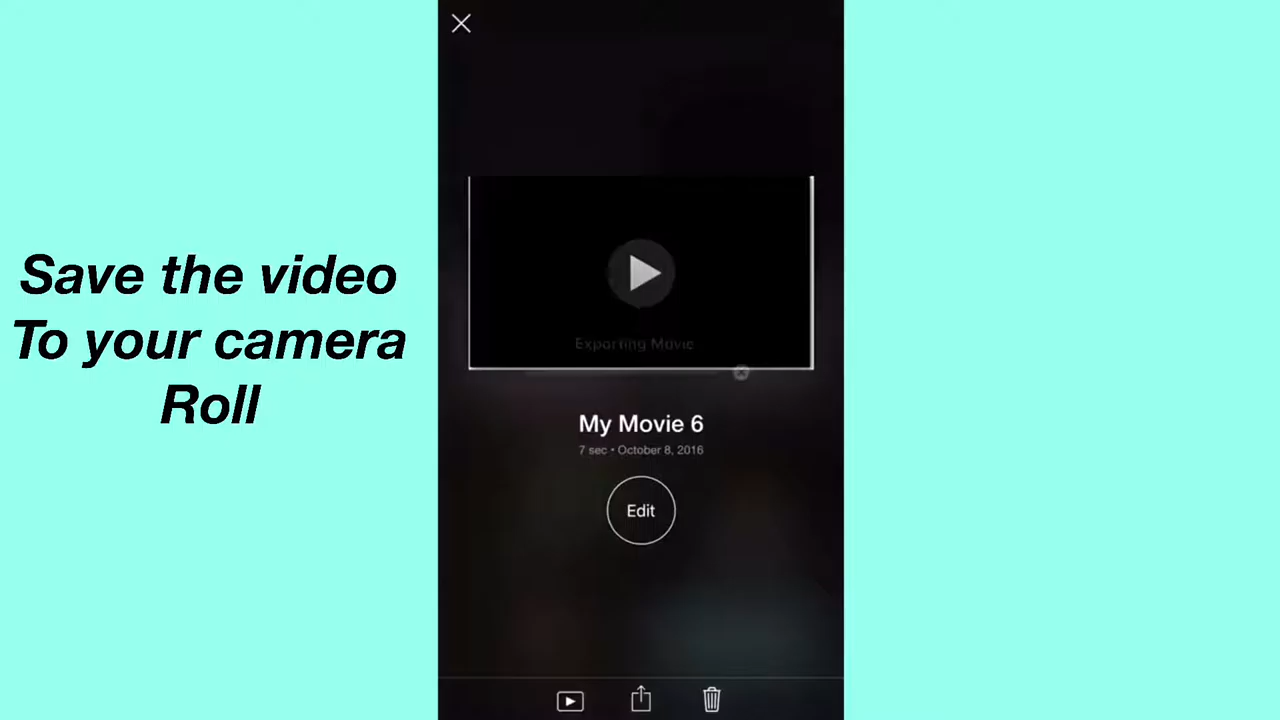 Save the video
To your camera
Roll
Exporting Movie
My Movie 6
7 sec • October 8, 2016
Edit